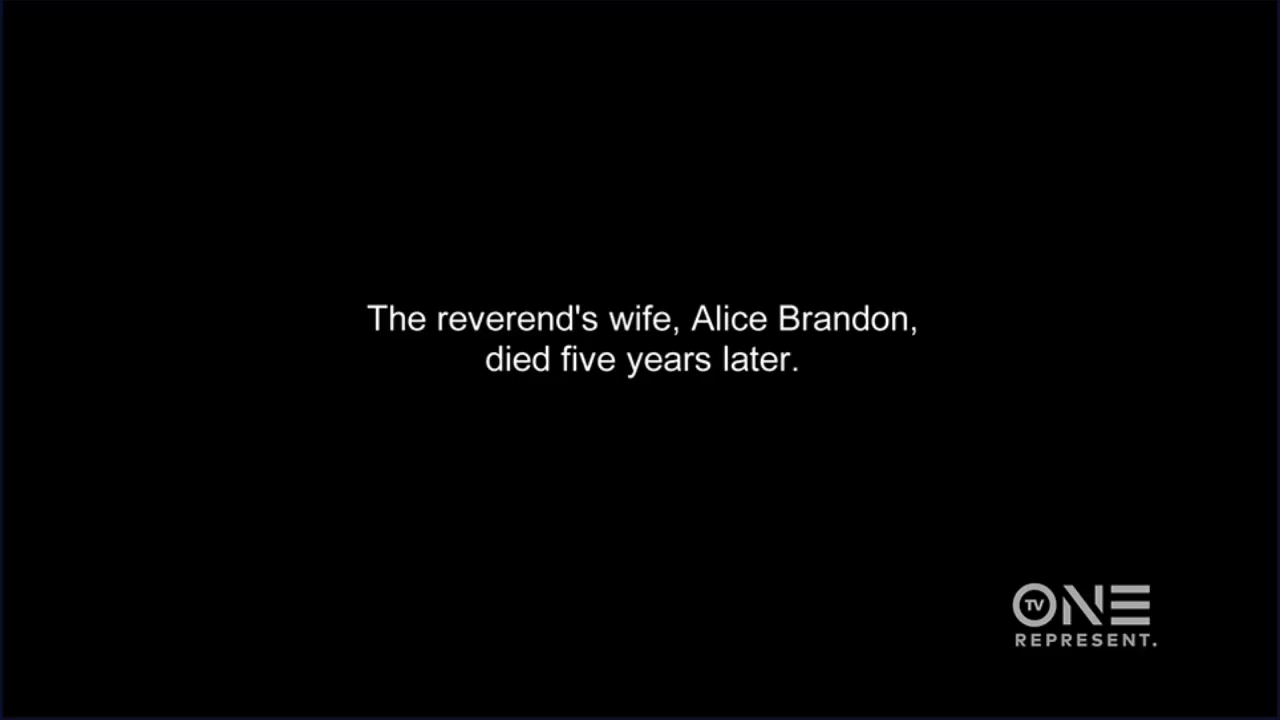 The reverend's wife, Alice Brandon,
died five years later.
TV ONE
REPRESENT.